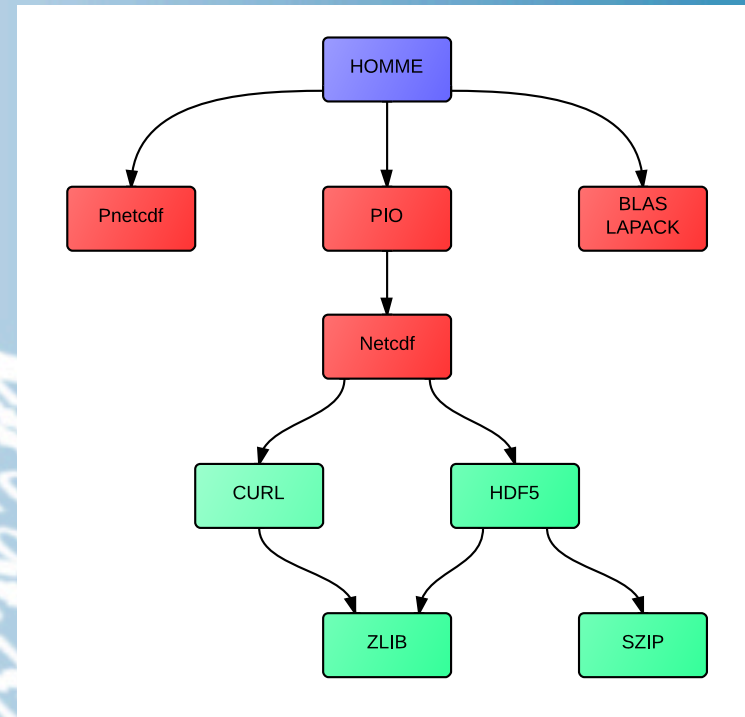 HOMME
Pnetcdf
PIO
BLAS
LAPACK
Netcdf
CURL
HDF5
ZLIB
SZIP